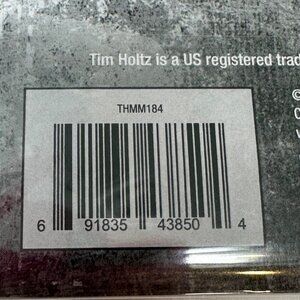 Tim Holtz is a US registered trad
©
THMM184
6 91835 43850 4